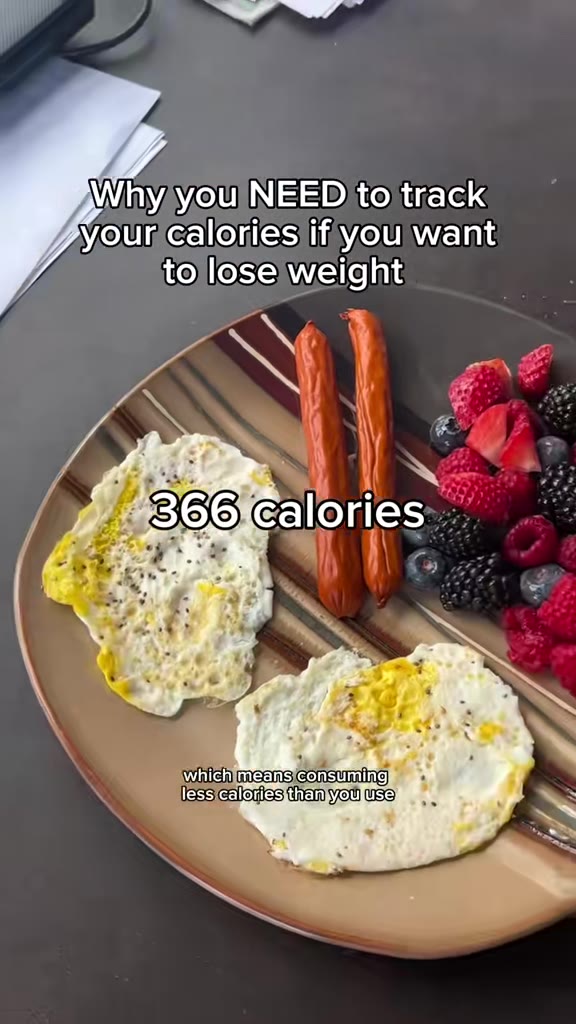 Why you NEED to track
your calories if you want
to lose weight
366 calories
which means consuming
less calories than you use